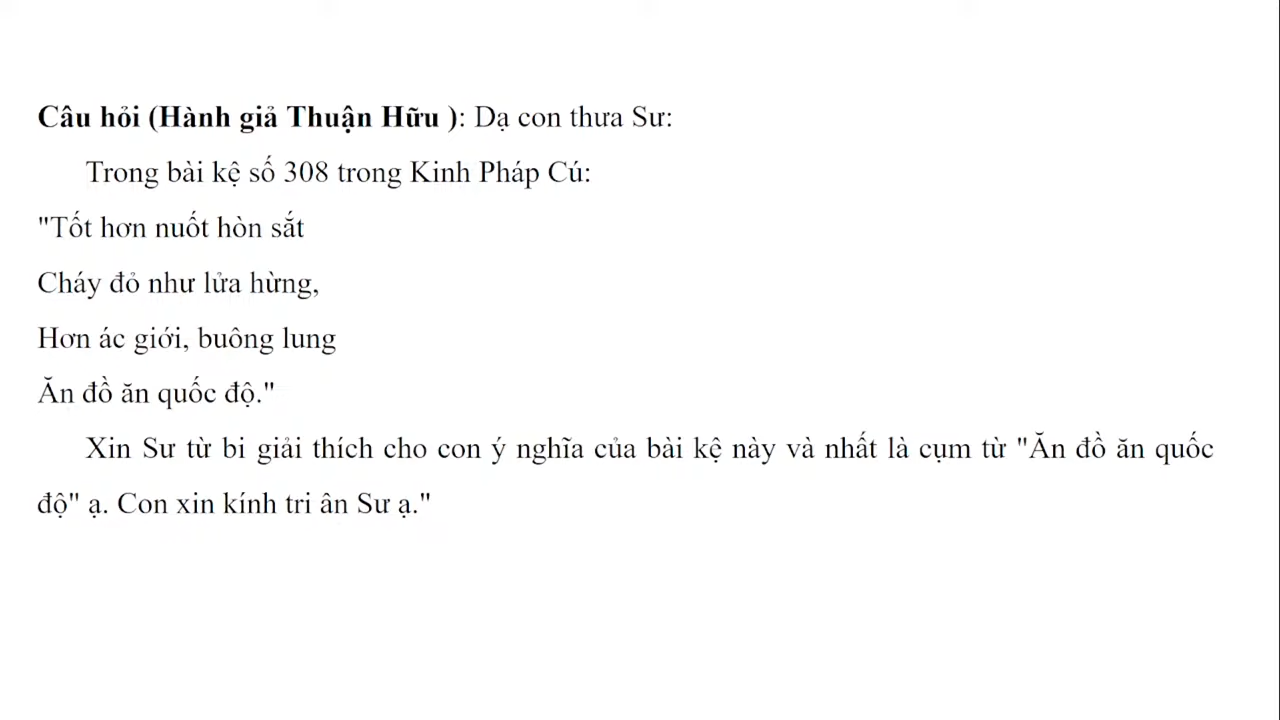 Câu hỏi (Hành giả Thuận Hữu ): Dạ con thưa Sư:
Trong bài kệ số 308 trong Kinh Pháp Cú:
"Tốt hơn nuốt hòn sắt
Cháy đỏ như lửa hừng,
Hơn ác giới, buông lung
Ăn đồ ăn quốc độ."
Xin Sư từ bi giải thích cho con ý nghĩa của bài kệ này và nhất là cụm từ "Ăn đồ ăn quốc
độ" ạ. Con xin kính tri ân Sư ạ."